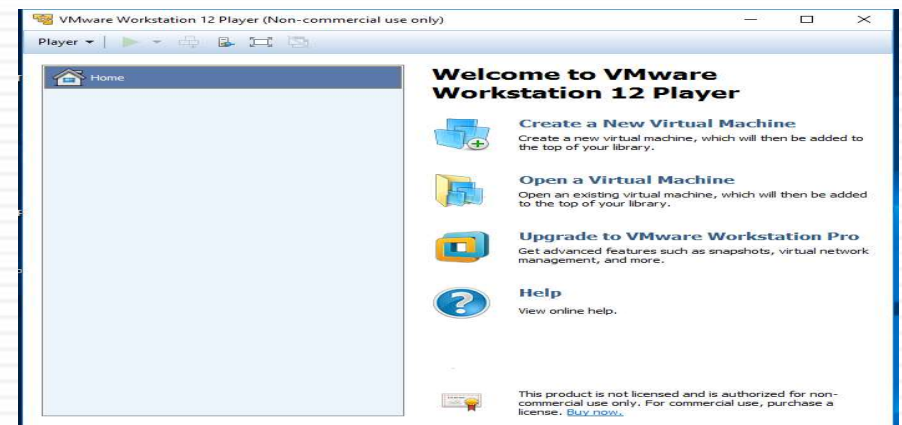 VMware Workstation 12 Player (Non-commercial use only)
Player
Home
Welcome to VMware
Workstation 12 Player
Create a New Virtual Machine
Create a new virtual machine, which will then be added to
the top of your library.
Open a Virtual Machine
Open an existing virtual machine, which will then be added
to the top of your library.
Upgrade to VMware Workstation Pro
Get advanced features such as snapshots, virtual network
management, and more.
Help
View online help.
This product is not licensed and is authorized for non-
commercial use only. For commercial use, purchase a
license. Buy now.